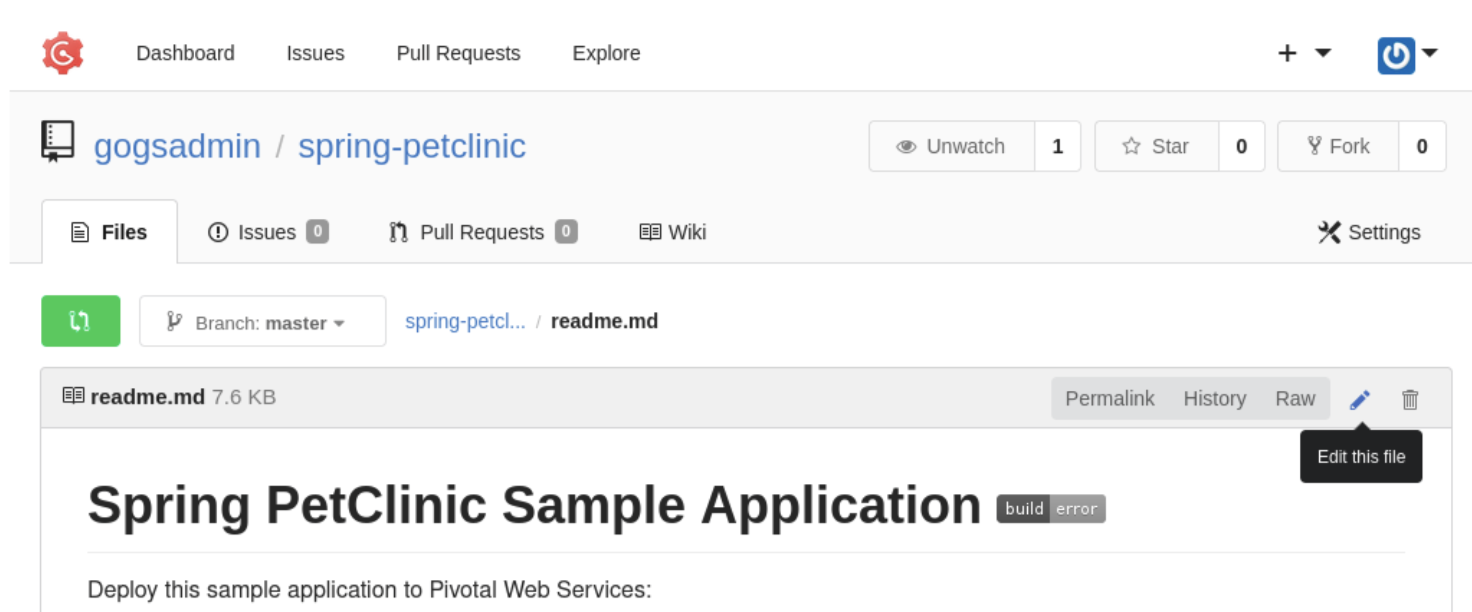 Dashboard Issues Pull Requests Explore
gogsadmin / spring-petclinic
Unwatch 1 Star 0 Fork 0
Files Issues 0 Pull Requests 0 Wiki Settings
Branch: master spring-petcl... / readme.md
readme.md 7.6 KB Permalink History Raw
Edit this file
Spring PetClinic Sample Application build error
Deploy this sample application to Pivotal Web Services: